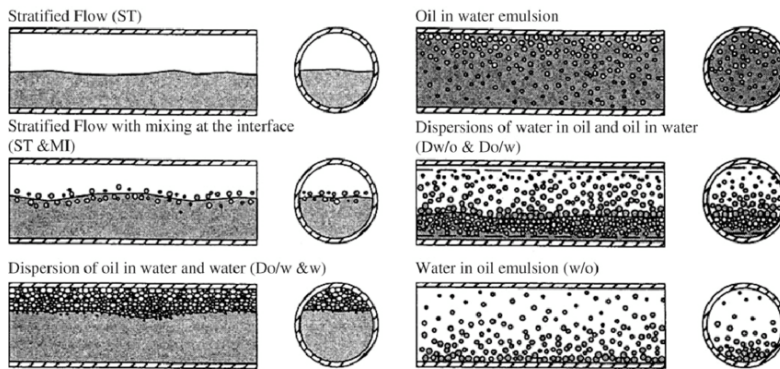 Stratified Flow (ST)
Stratified Flow with mixing at the interface
(ST &MI)
Dispersion of oil in water and water (Do/w &w)
Oil in water emulsion
Dispersions of water in oil and oil in water
(Dw/o & Do/w)
Water in oil emulsion (w/o)